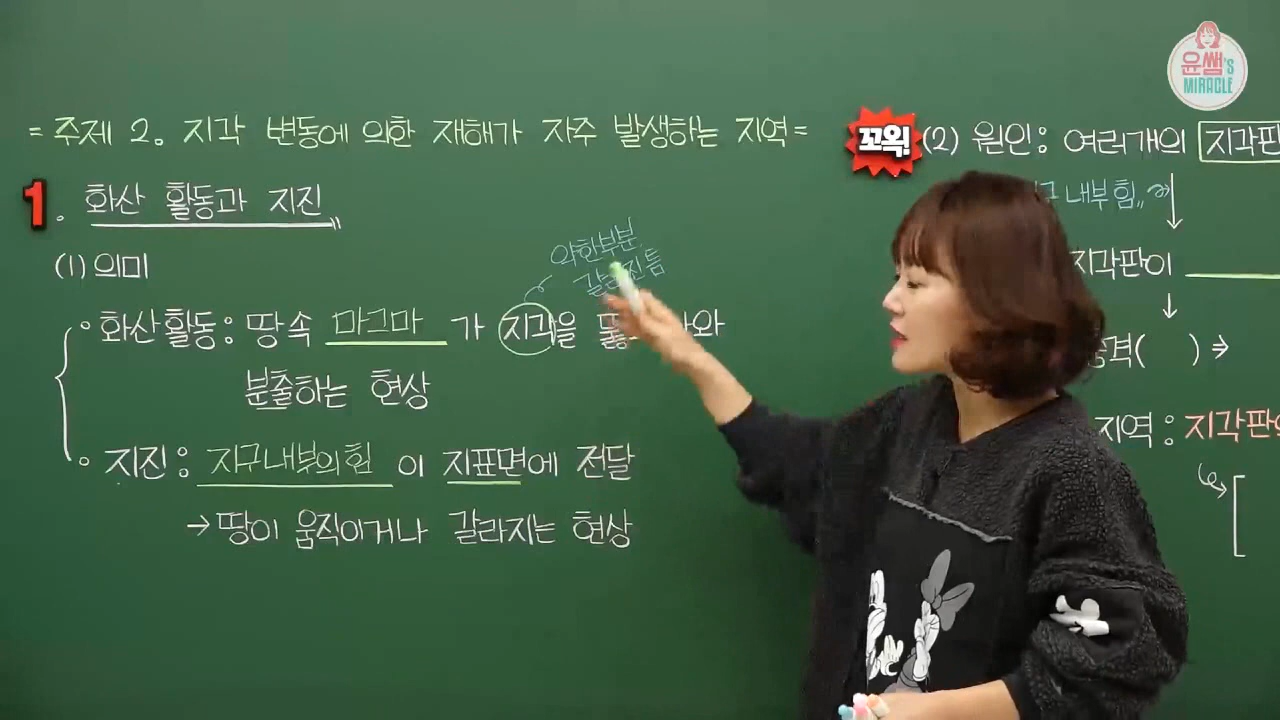 윤쌤's
MIRACLE
= 주제 2. 지각 변동에 의한 재해가 자주 발생하는 지역 =
1. 화산 활동과 지진
(1) 의미
약한부분
틈
◦ 화산활동 : 땅 속 마그마 가 지각을 뚫
와
분출하는 현상
◦ 지진 : 지구내부의 힘 이 지표면에 전달
→ 땅이 움직이거나 갈라지는 현상
꼬옥! (2) 원인 : 여러개의 지각판
내부 힘,,
지각판이
( ) →
지역 : 지각판